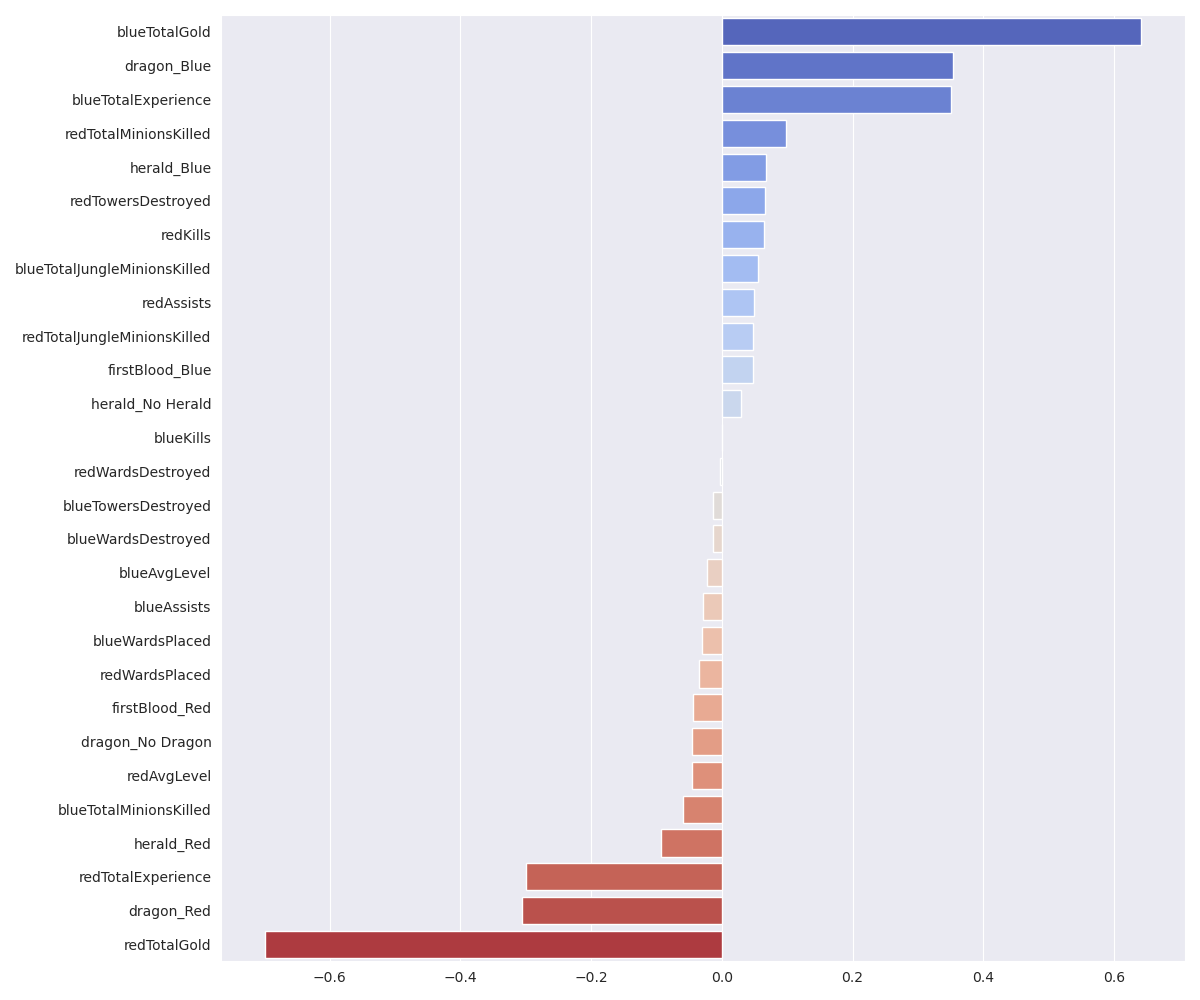 blueTotalGold
dragon_Blue
blueTotalExperience
redTotalMinionsKilled
herald_Blue
redTowersDestroyed
redKills
blueTotalJungleMinionsKilled
redAssists
redTotalJungleMinionsKilled
firstBlood_Blue
herald_No Herald
blueKills
redWardsDestroyed
blueTowersDestroyed
blueWardsDestroyed
blueAvgLevel
blueAssists
blueWardsPlaced
redWardsPlaced
firstBlood_Red
dragon_No Dragon
redAvgLevel
blueTotalMinionsKilled
herald_Red
redTotalExperience
dragon_Red
redTotalGold
−0.6 −0.4 −0.2 0.0 0.2 0.4 0.6